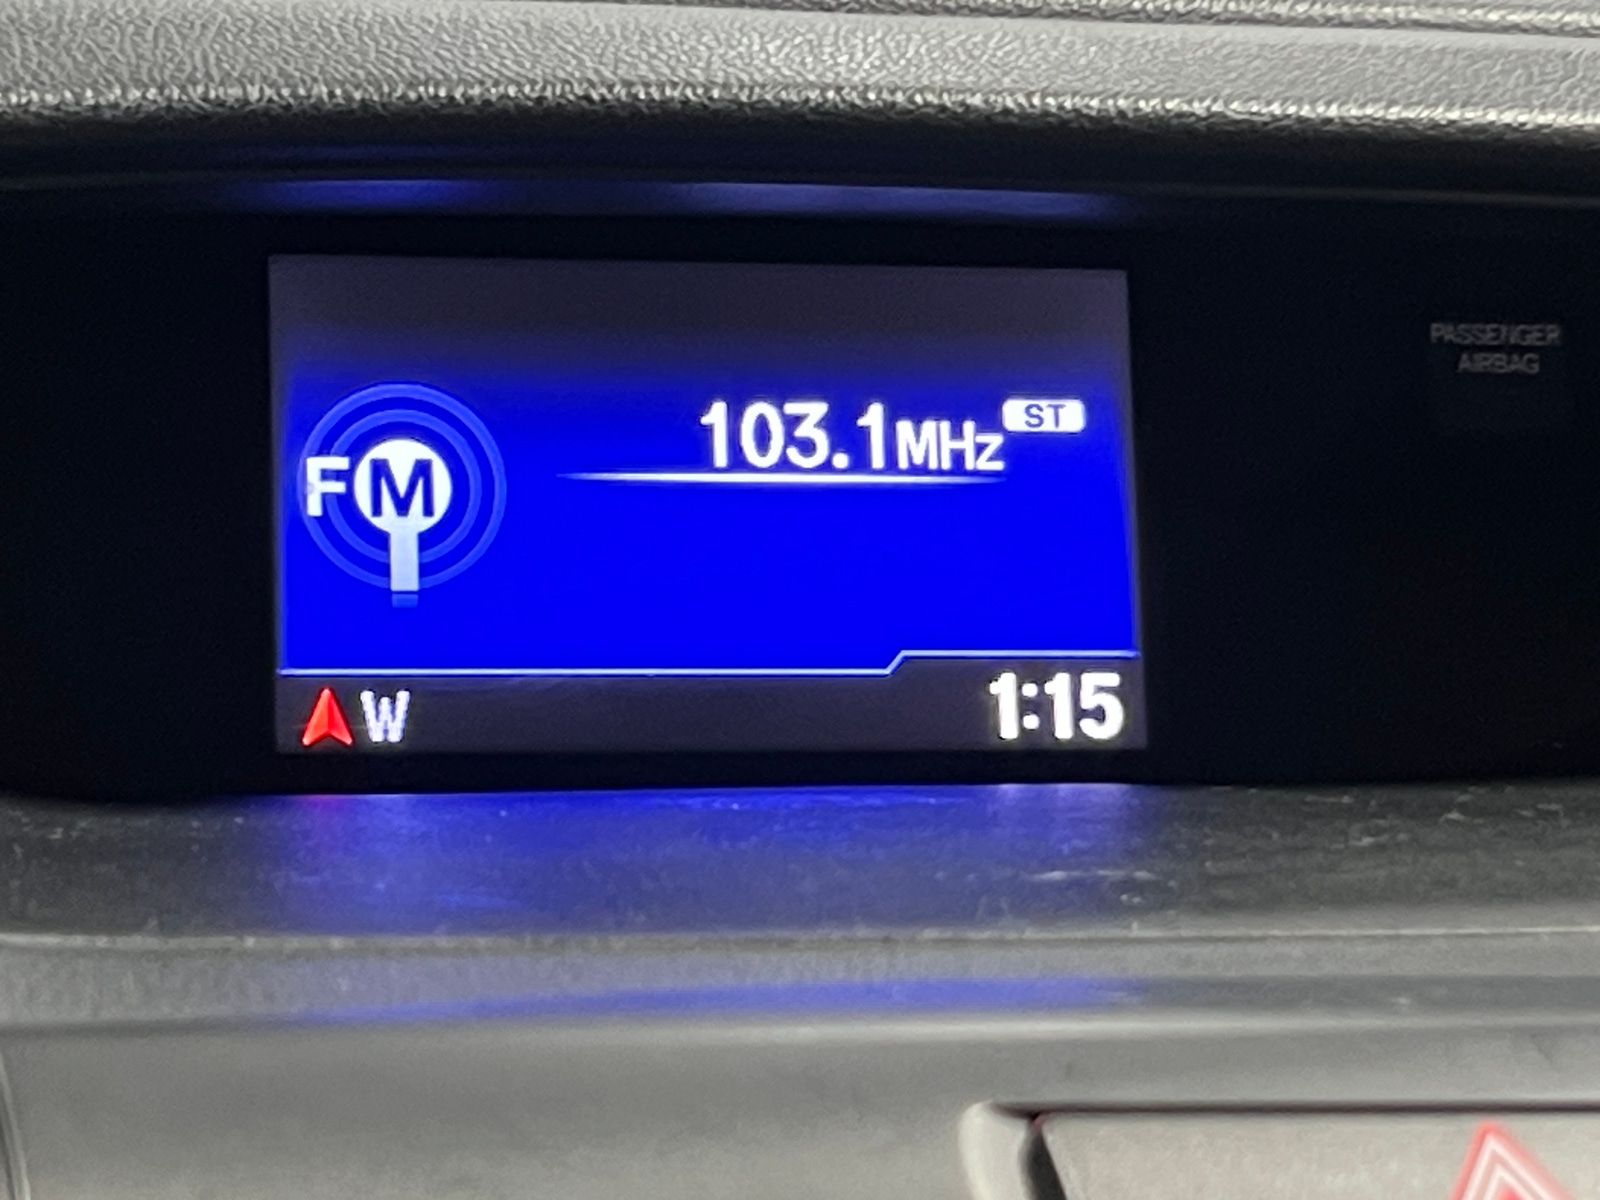 103.1MHz ST
FM
W
1:15
PASSENGER
AIRBAG